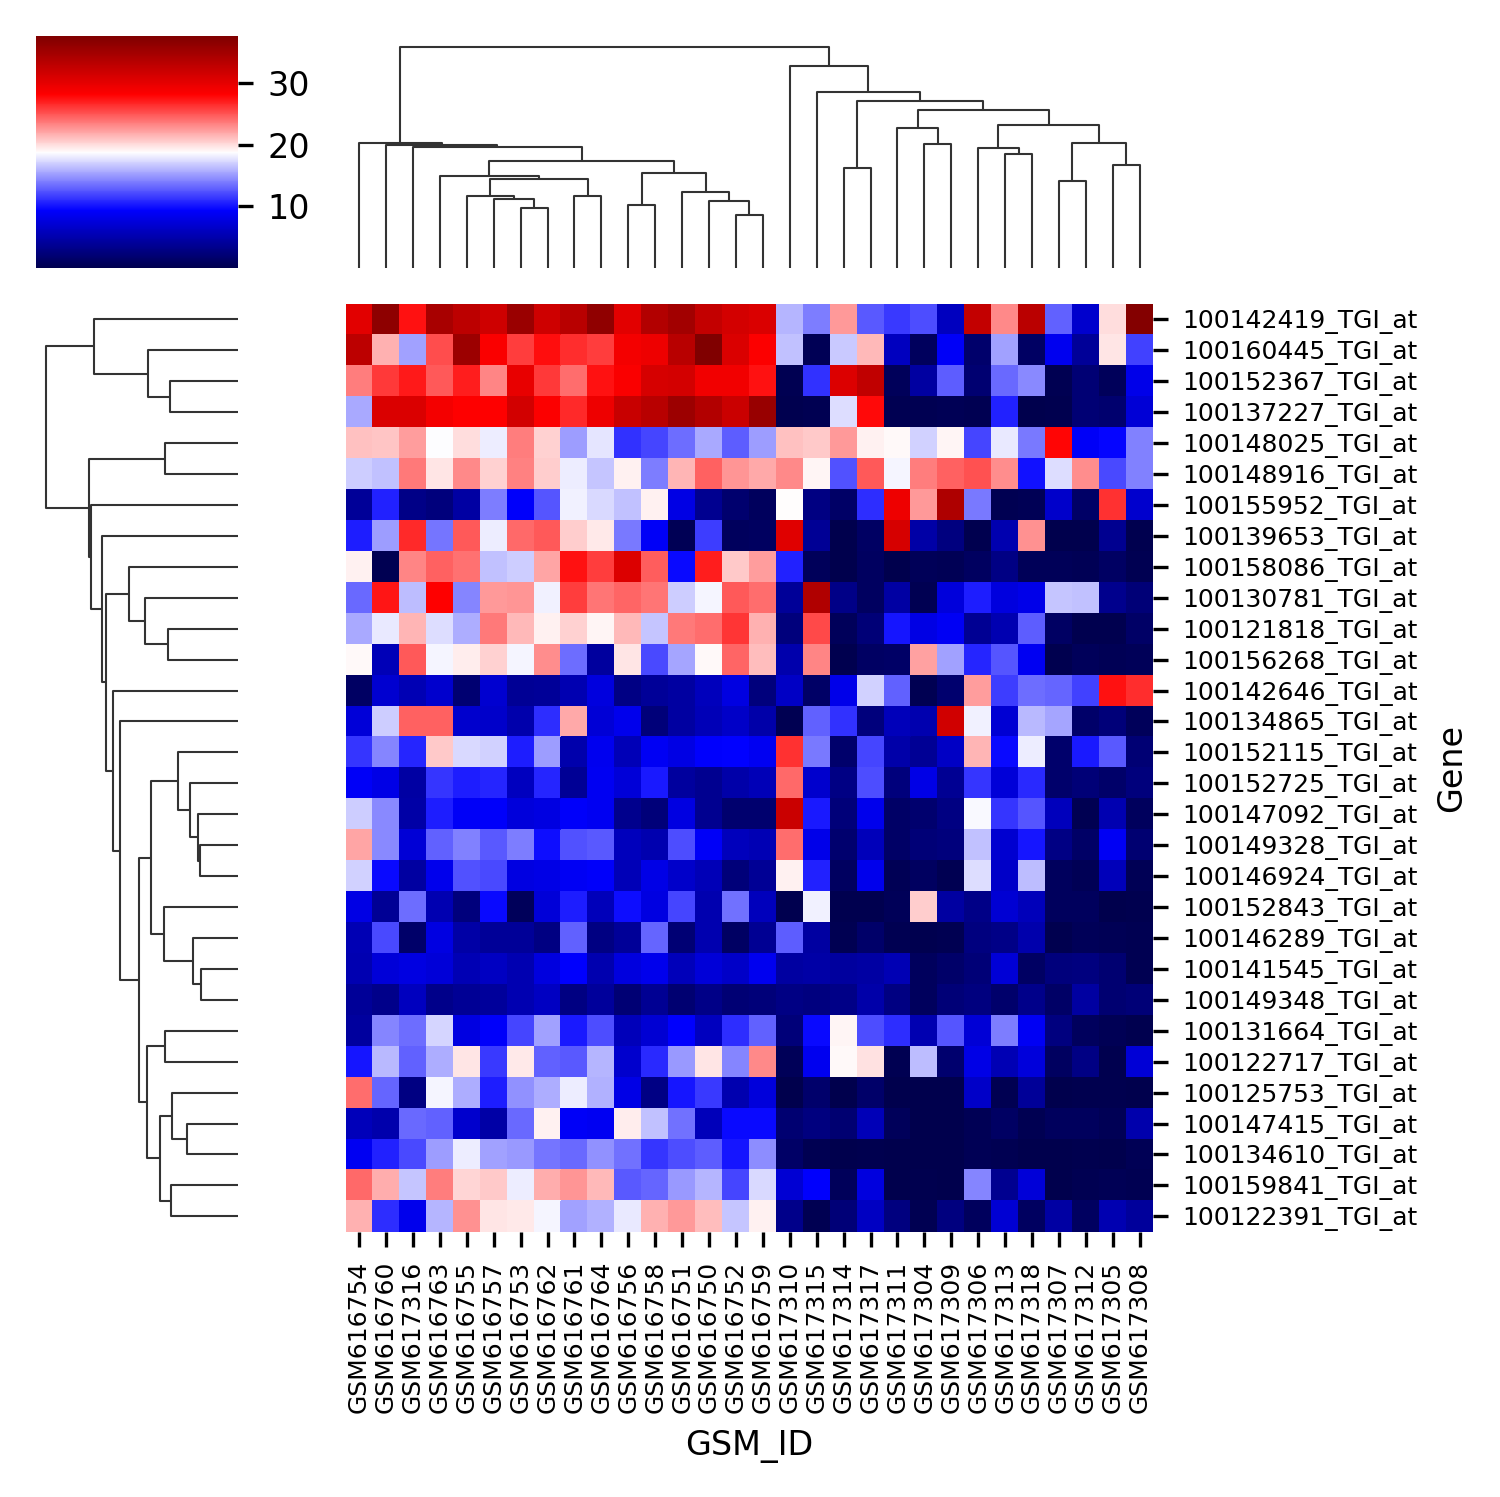 30
20
10
100142419_TGI_at
100160445_TGI_at
100152367_TGI_at
100137227_TGI_at
100148025_TGI_at
100148916_TGI_at
100155952_TGI_at
100139653_TGI_at
100158086_TGI_at
100130781_TGI_at
100121818_TGI_at
100156268_TGI_at
100142646_TGI_at
100134865_TGI_at
100152115_TGI_at
100152725_TGI_at
100147092_TGI_at
100149328_TGI_at
100146924_TGI_at
100152843_TGI_at
100146289_TGI_at
100141545_TGI_at
100149348_TGI_at
100131664_TGI_at
100122717_TGI_at
100125753_TGI_at
100147415_TGI_at
100134610_TGI_at
100159841_TGI_at
100122391_TGI_at
Gene
GSM616754
GSM616760
GSM617316
GSM616763
GSM616755
GSM616757
GSM616753
GSM616762
GSM616761
GSM616764
GSM616756
GSM616758
GSM616751
GSM616750
GSM616752
GSM616759
GSM617310
GSM617315
GSM617314
GSM617317
GSM617311
GSM617304
GSM617309
GSM617306
GSM617313
GSM617318
GSM617307
GSM617312
GSM617305
GSM617308
GSM_ID